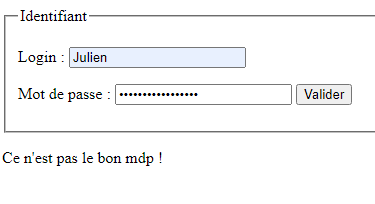 Identifiant
Login : Julien
Mot de passe : ••••••••••••••••• Valider
Ce n'est pas le bon mdp !